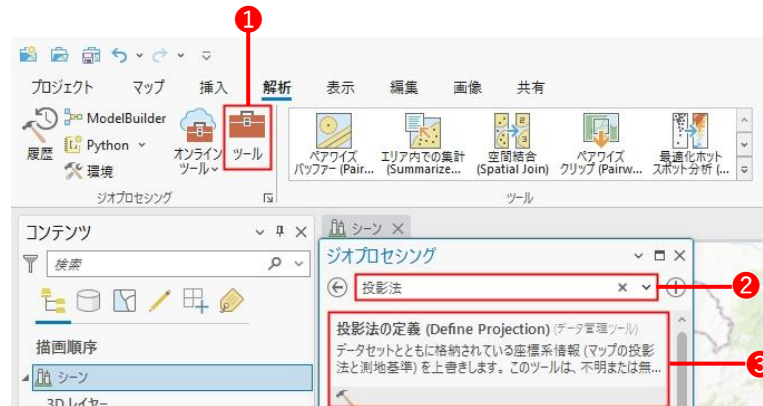 1
プロジェクト マップ 挿入 解析 表示 編集 画像 共有
履歴
ModelBuilder
Python
環境
オンライン
ツール
ツール
ペアワイズ
バッファー (Pair...
エリア内での集計
(Summarize...
空間結合
(Spatial Join)
ペアワイズ
クリップ (Pairw...
最適化ホット
スポット分析 (...
ジオプロセシング
ツール
コンテンツ
検索
描画順序
シーン
3D レイヤー
シーン
ジオプロセシング
投影法
2
投影法の定義 (Define Projection) (データ管理ツール)
データセットとともに格納されている座標系情報 (マップの投影
法と測地基準) を上書きします。このツールは、不明または無...
3